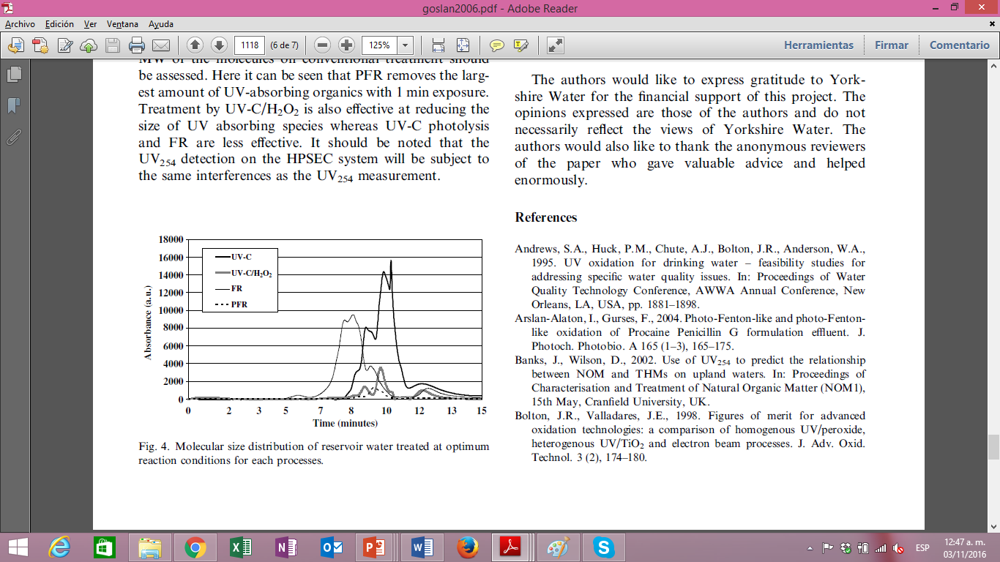 goslan2006.pdf - Adobe Reader
Archivo Edición Ver Ventana Ayuda
1118 (6 de 7) 125% Herramientas Firmar Comentario
MW of the molecules on conventional treatment should
be assessed. Here it can be seen that PFR removes the larg-
est amount of UV-absorbing organics with 1 min exposure.
Treatment by UV-C/H₂O₂ is also effective at reducing the
size of UV absorbing species whereas UV-C photolysis
and FR are less effective. It should be noted that the
UV₂₅₄ detection on the HPSEC system will be subject to
the same interferences as the UV₂₅₄ measurement.
18000
16000
14000
12000
10000
8000
6000
4000
2000
0
Absorbance (a.u.)
UV-C
UV-C/H₂O₂
FR
PFR
0 2 3 5 7 8 10 12 13 15
Time (minutes)
Fig. 4. Molecular size distribution of reservoir water treated at optimum
reaction conditions for each processes.
The authors would like to express gratitude to York-
shire Water for the financial support of this project. The
opinions expressed are those of the authors and do not
necessarily reflect the views of Yorkshire Water. The
authors would also like to thank the anonymous reviewers
of the paper who gave valuable advice and helped
enormously.
References
Andrews, S.A., Huck, P.M., Chute, A.J., Bolton, J.R., Anderson, W.A.,
1995. UV oxidation for drinking water – feasibility studies for
addressing specific water quality issues. In: Proceedings of Water
Quality Technology Conference, AWWA Annual Conference, New
Orleans, LA, USA, pp. 1881–1898.
Arslan-Alaton, I., Gurses, F., 2004. Photo-Fenton-like and photo-Fenton-
like oxidation of Procaine Penicillin G formulation effluent. J.
Photoch. Photobio. A 165 (1–3), 165–175.
Banks, J., Wilson, D., 2002. Use of UV₂₅₄ to predict the relationship
between NOM and THMs on upland waters. In: Proceedings of
Characterisation and Treatment of Natural Organic Matter (NOM1),
15th May, Cranfield University, UK.
Bolton, J.R., Valladares, J.E., 1998. Figures of merit for advanced
oxidation technologies: a comparison of homogenous UV/peroxide,
heterogenous UV/TiO₂ and electron beam processes. J. Adv. Oxid.
Technol. 3 (2), 174–180.
ESP
12:47 a. m.
03/11/2016